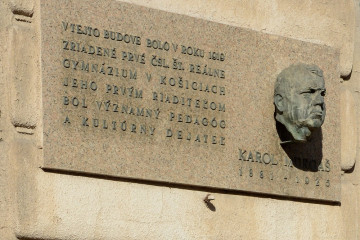 V TEJTO BUDOVE BOLO V ROKU 1919
ZRIADENÉ PRVÉ ČSL. ŠT. REÁLNE
GYMNÁZIUM V KOŠICIACH
JEHO PRVÝM RIADITEĽOM
BOL VÝZNAMNÝ PEDAGÓG
A KULTÚRNY DEJATEĽ
KAROL